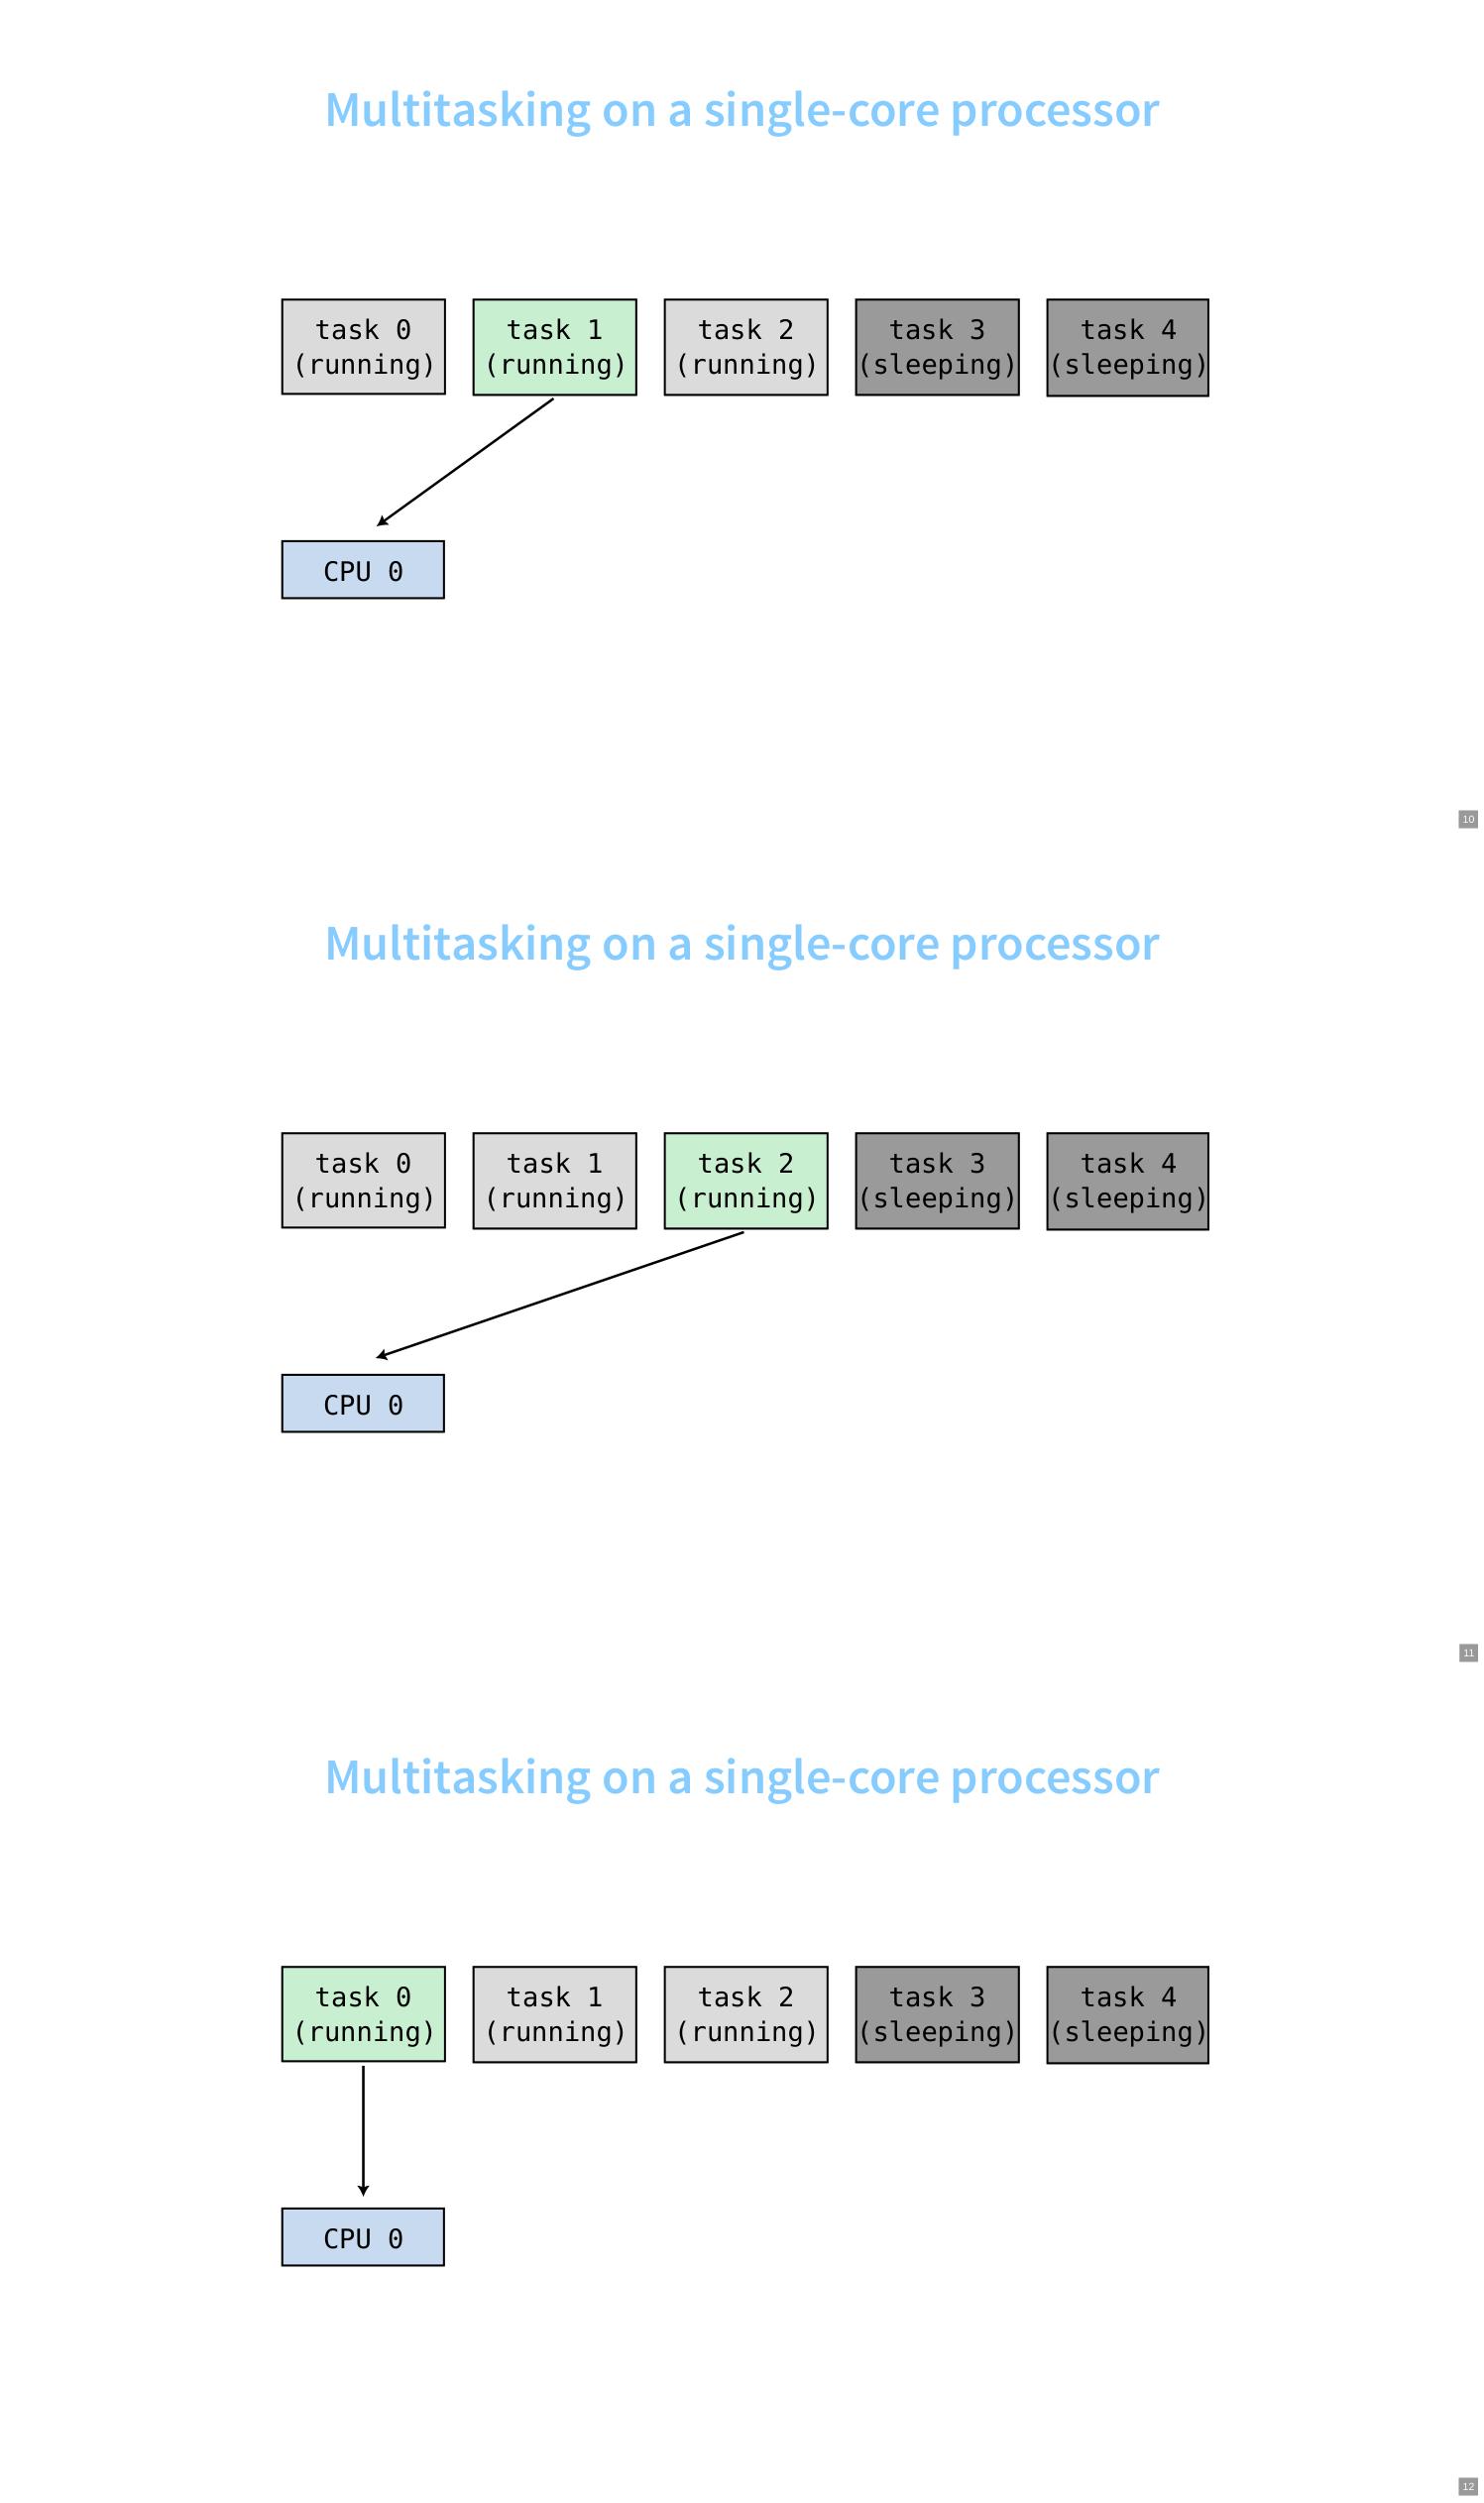 Multitasking on a single-core processor
task 0
(running)
task 1
(running)
task 2
(running)
task 3
(sleeping)
task 4
(sleeping)
CPU 0
10
Multitasking on a single-core processor
task 0
(running)
task 1
(running)
task 2
(running)
task 3
(sleeping)
task 4
(sleeping)
CPU 0
11
Multitasking on a single-core processor
task 0
(running)
task 1
(running)
task 2
(running)
task 3
(sleeping)
task 4
(sleeping)
CPU 0
12